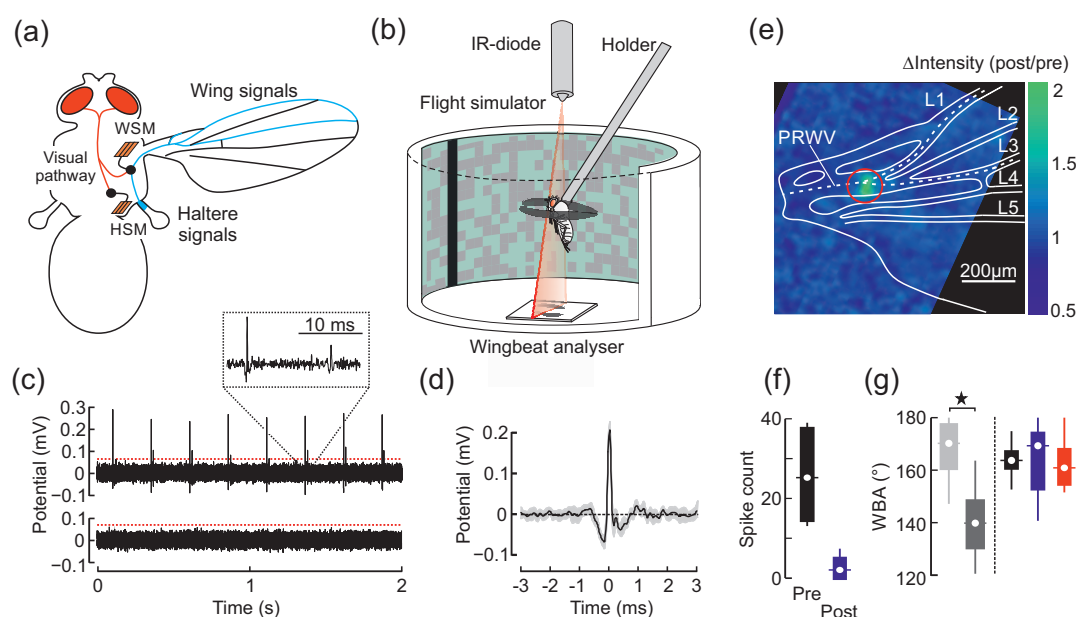 (a)
Wing signals
WSM
Visual
pathway
HSM
Haltere
signals
(b)
IR-diode
Holder
Flight simulator
Wingbeat analyser
(e)
ΔIntensity (post/pre)
L1
L2
L3
L4
L5
PRWV
200μm
2
1.5
1
0.5
(c)
10 ms
Potential (mV)
0.3
0.2
0.1
−0.1
0.1
−0.1
0
1
2
Time (s)
(d)
Potential (mV)
0.2
0.1
0
−0.1
-3
-2
-1
0
1
2
3
Time (ms)
(f)
Spike count
40
20
0
Pre
Post
(g)
WBA (°)
180
160
140
120
★